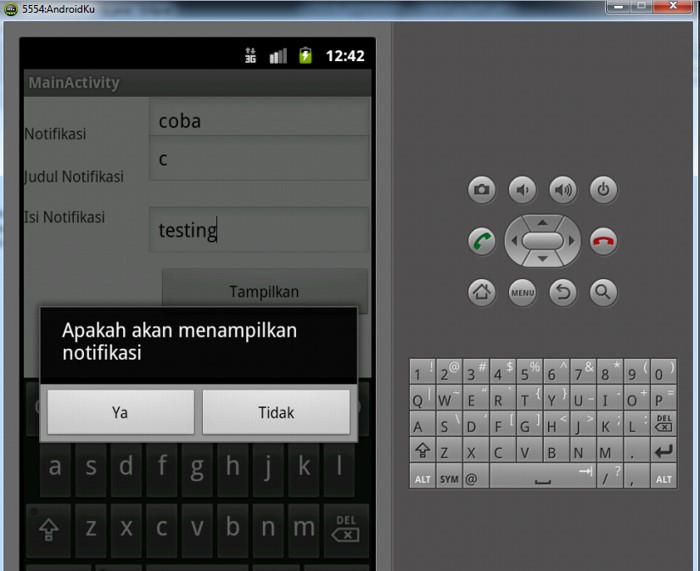 5554:AndroidKu
3G 12:42
MainActivity
Notifikasi
coba
Judul Notifikasi
c
Isi Notifikasi
testing
Tampilkan
Apakah akan menampilkan
notifikasi
Ya Tidak
a s d f g h j k l
z x c v b n m DEL
MENU
1 ! 2 @ 3 # 4 $ 5 % 6 ^ 7 & 8 * 9 ( 0 )
Q | W ~ E " R ` T { Y } U _ I - O + P =
A S \ D ' F [ G ] H < J > K ; L : DEL
Z X C V B N M .
ALT SYM @ / ? , ALT